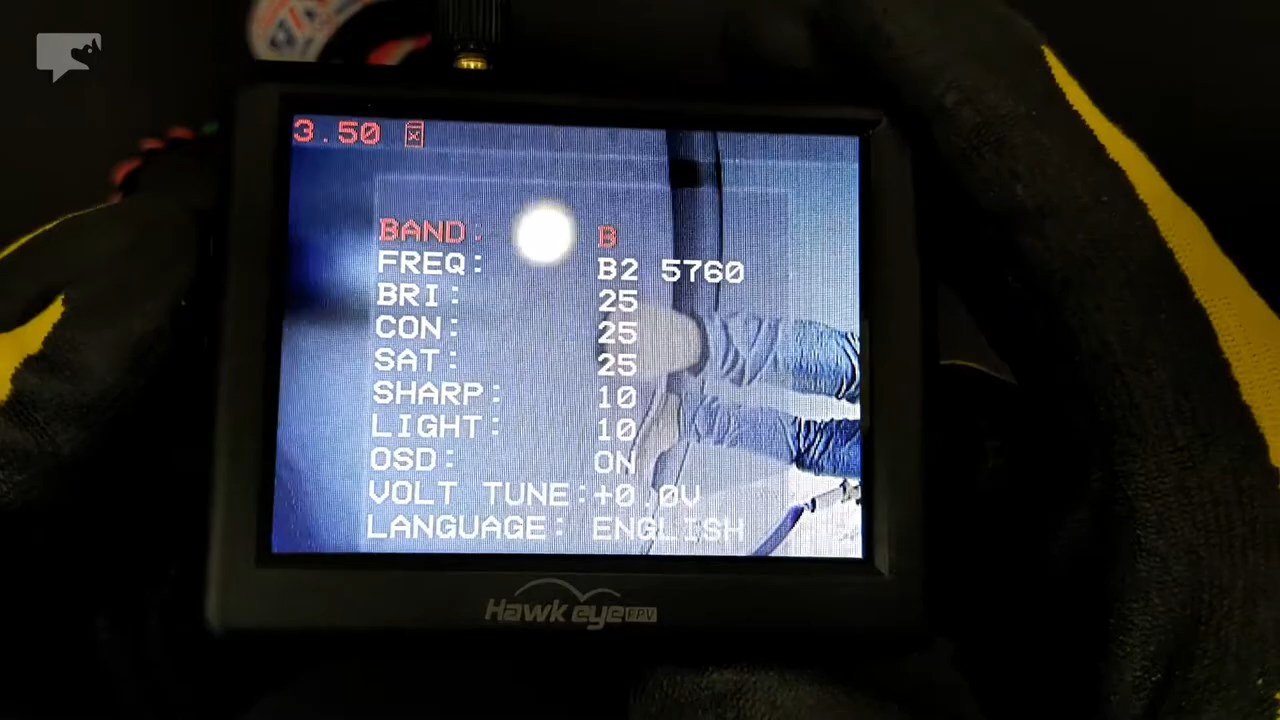 3.50
BAND: B
FREQ: B2 5760
BRI: 25
CON: 25
SAT: 25
SHARP: 10
LIGHT: 10
OSD: ON
VOLT TUNE:+0.0V
LANGUAGE: ENGLISH
Hawkeye FPV